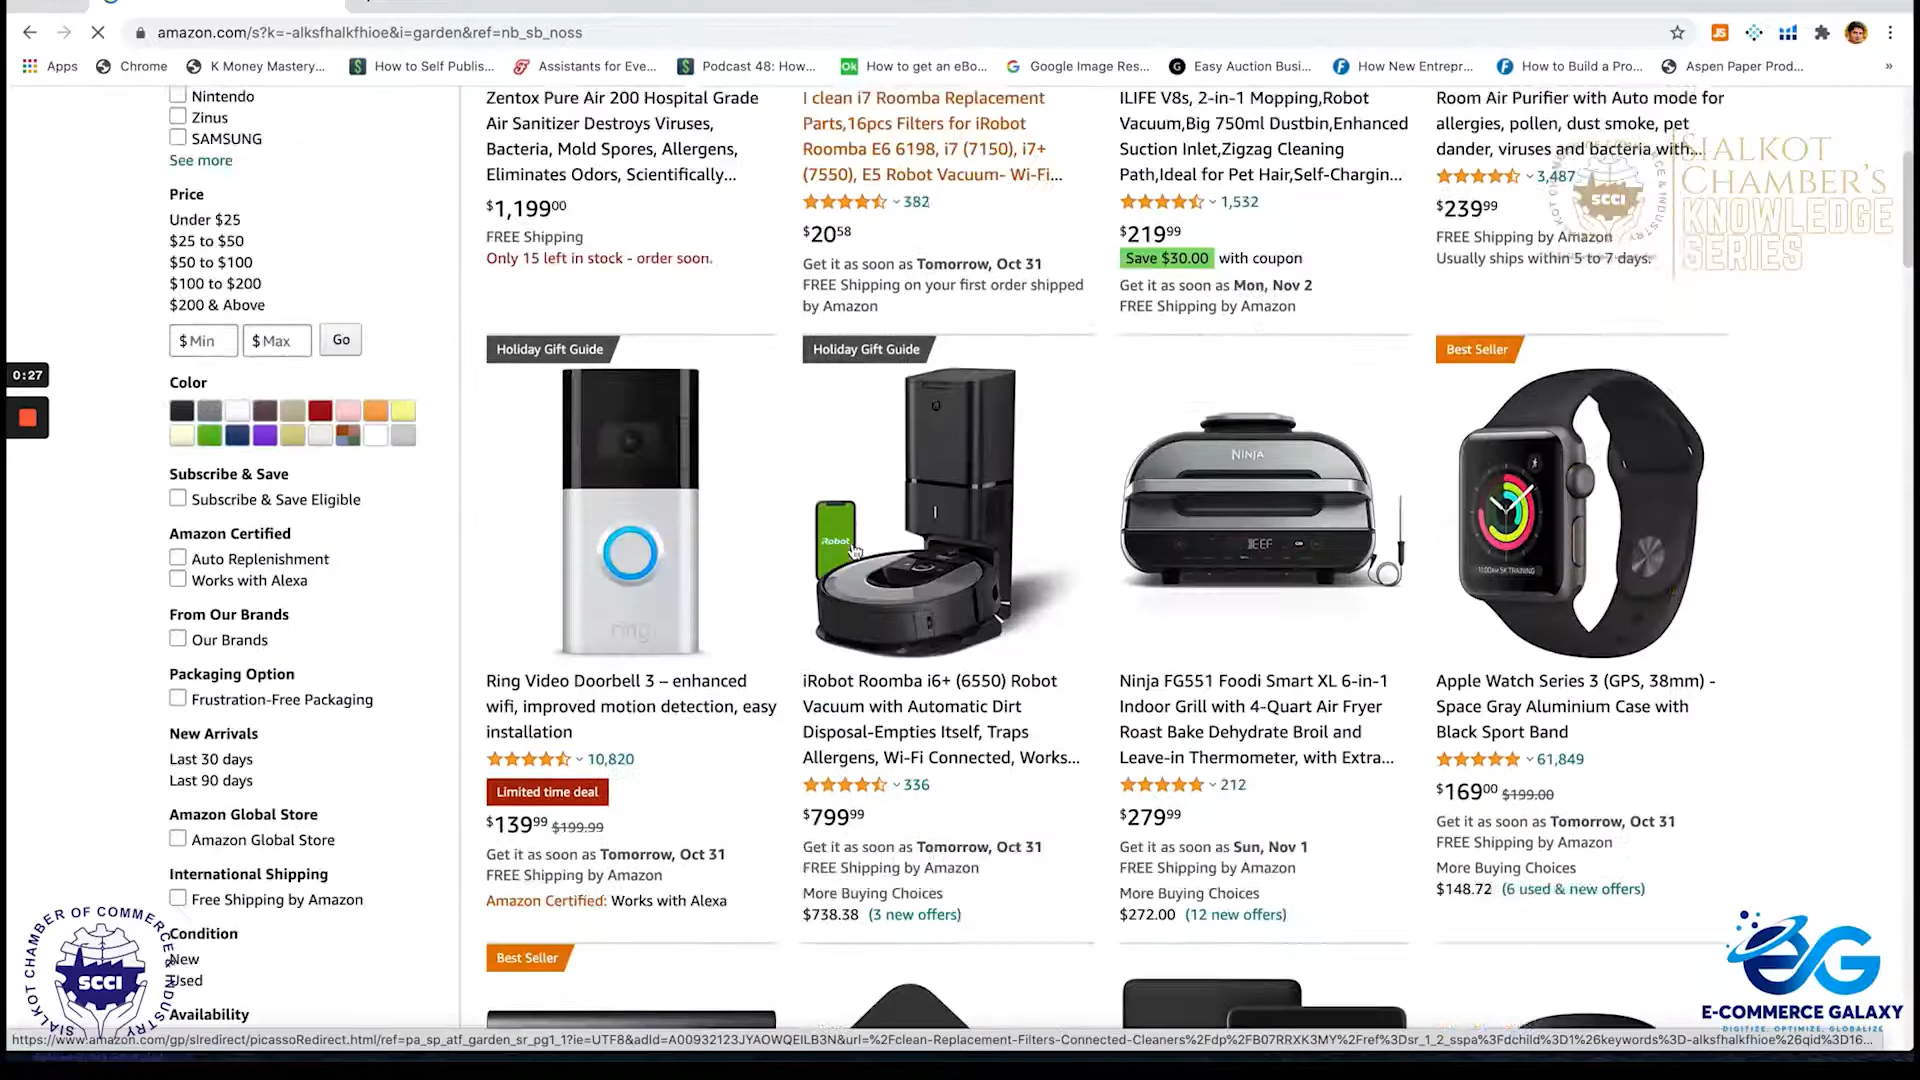 amazon.com/s?k=-alksfhalkfhioe&i=garden&ref=nb_sb_noss
Apps
Chrome
K Money Mastery...
How to Self Publis...
Assistants for Eve...
Podcast 48: How...
How to get an eBo...
Google Image Res...
Easy Auction Busi...
How New Entrepr...
How to Build a Pro...
Aspen Paper Prod...
»
Nintendo
Zinus
SAMSUNG
See more
Price
Under $25
$25 to $50
$50 to $100
$100 to $200
$200 & Above
$ Min
$ Max
Go
0:27
Color
Subscribe & Save
Subscribe & Save Eligible
Amazon Certified
Auto Replenishment
Works with Alexa
From Our Brands
Our Brands
Packaging Option
Frustration-Free Packaging
New Arrivals
Last 30 days
Last 90 days
Amazon Global Store
Amazon Global Store
International Shipping
Free Shipping by Amazon
Condition
New
Used
Availability
Zentox Pure Air 200 Hospital Grade
Air Sanitizer Destroys Viruses,
Bacteria, Mold Spores, Allergens,
Eliminates Odors, Scientifically...
$1,19900
FREE Shipping
Only 15 left in stock - order soon.
I clean i7 Roomba Replacement
Parts,16pcs Filters for iRobot
Roomba E6 6198, i7 (7150), i7+
(7550), E5 Robot Vacuum- Wi-Fi...
382
$2058
Get it as soon as Tomorrow, Oct 31
FREE Shipping on your first order shipped
by Amazon
ILIFE V8s, 2-in-1 Mopping,Robot
Vacuum,Big 750ml Dustbin,Enhanced
Suction Inlet,Zigzag Cleaning
Path,Ideal for Pet Hair,Self-Chargin...
1,532
$21999
Save $30.00 with coupon
Get it as soon as Mon, Nov 2
FREE Shipping by Amazon
Room Air Purifier with Auto mode for
allergies, pollen, dust smoke, pet
dander, viruses and bacteria with...
3,487
$23999
FREE Shipping by Amazon
Usually ships within 5 to 7 days.
SIALKOT
CHAMBER'S
KNOWLEDGE
SERIES
SCCI
Holiday Gift Guide
ring
Ring Video Doorbell 3 – enhanced
wifi, improved motion detection, easy
installation
10,820
Limited time deal
$13999 $199.99
Get it as soon as Tomorrow, Oct 31
FREE Shipping by Amazon
Amazon Certified: Works with Alexa
Holiday Gift Guide
iRobot
iRobot Roomba i6+ (6550) Robot
Vacuum with Automatic Dirt
Disposal-Empties Itself, Traps
Allergens, Wi-Fi Connected, Works...
336
$79999
Get it as soon as Tomorrow, Oct 31
FREE Shipping by Amazon
More Buying Choices
$738.38 (3 new offers)
NINJA
BEEF
Ninja FG551 Foodi Smart XL 6-in-1
Indoor Grill with 4-Quart Air Fryer
Roast Bake Dehydrate Broil and
Leave-in Thermometer, with Extra...
212
$27999
Get it as soon as Sun, Nov 1
FREE Shipping by Amazon
More Buying Choices
$272.00 (12 new offers)
Best Seller
Apple Watch Series 3 (GPS, 38mm) -
Space Gray Aluminium Case with
Black Sport Band
61,849
$16900 $199.00
Get it as soon as Tomorrow, Oct 31
FREE Shipping by Amazon
More Buying Choices
$148.72 (6 used & new offers)
Best Seller
SIALKOT CHAMBER OF COMMERCE & INDUSTRY
SCCI
E-COMMERCE GALAXY
DIGITIZE. OPTIMIZE. GLOBALIZE
https://www.amazon.com/gp/slredirect/picassoRedirect.html/ref=pa_sp_atf_garden_sr_pg1_1?ie=UTF8&adId=A00932123JYAOWQEILB3N&url=%2Fclean-Replacement-Filters-Connected-Cleaners%2Fdp%2FB07RRXK3MY%2Fref%3Dsr_1_2_sspa%3Fdchild%3D1%26keywords%3D-alksfhalkfhioe%26qid%3D16...